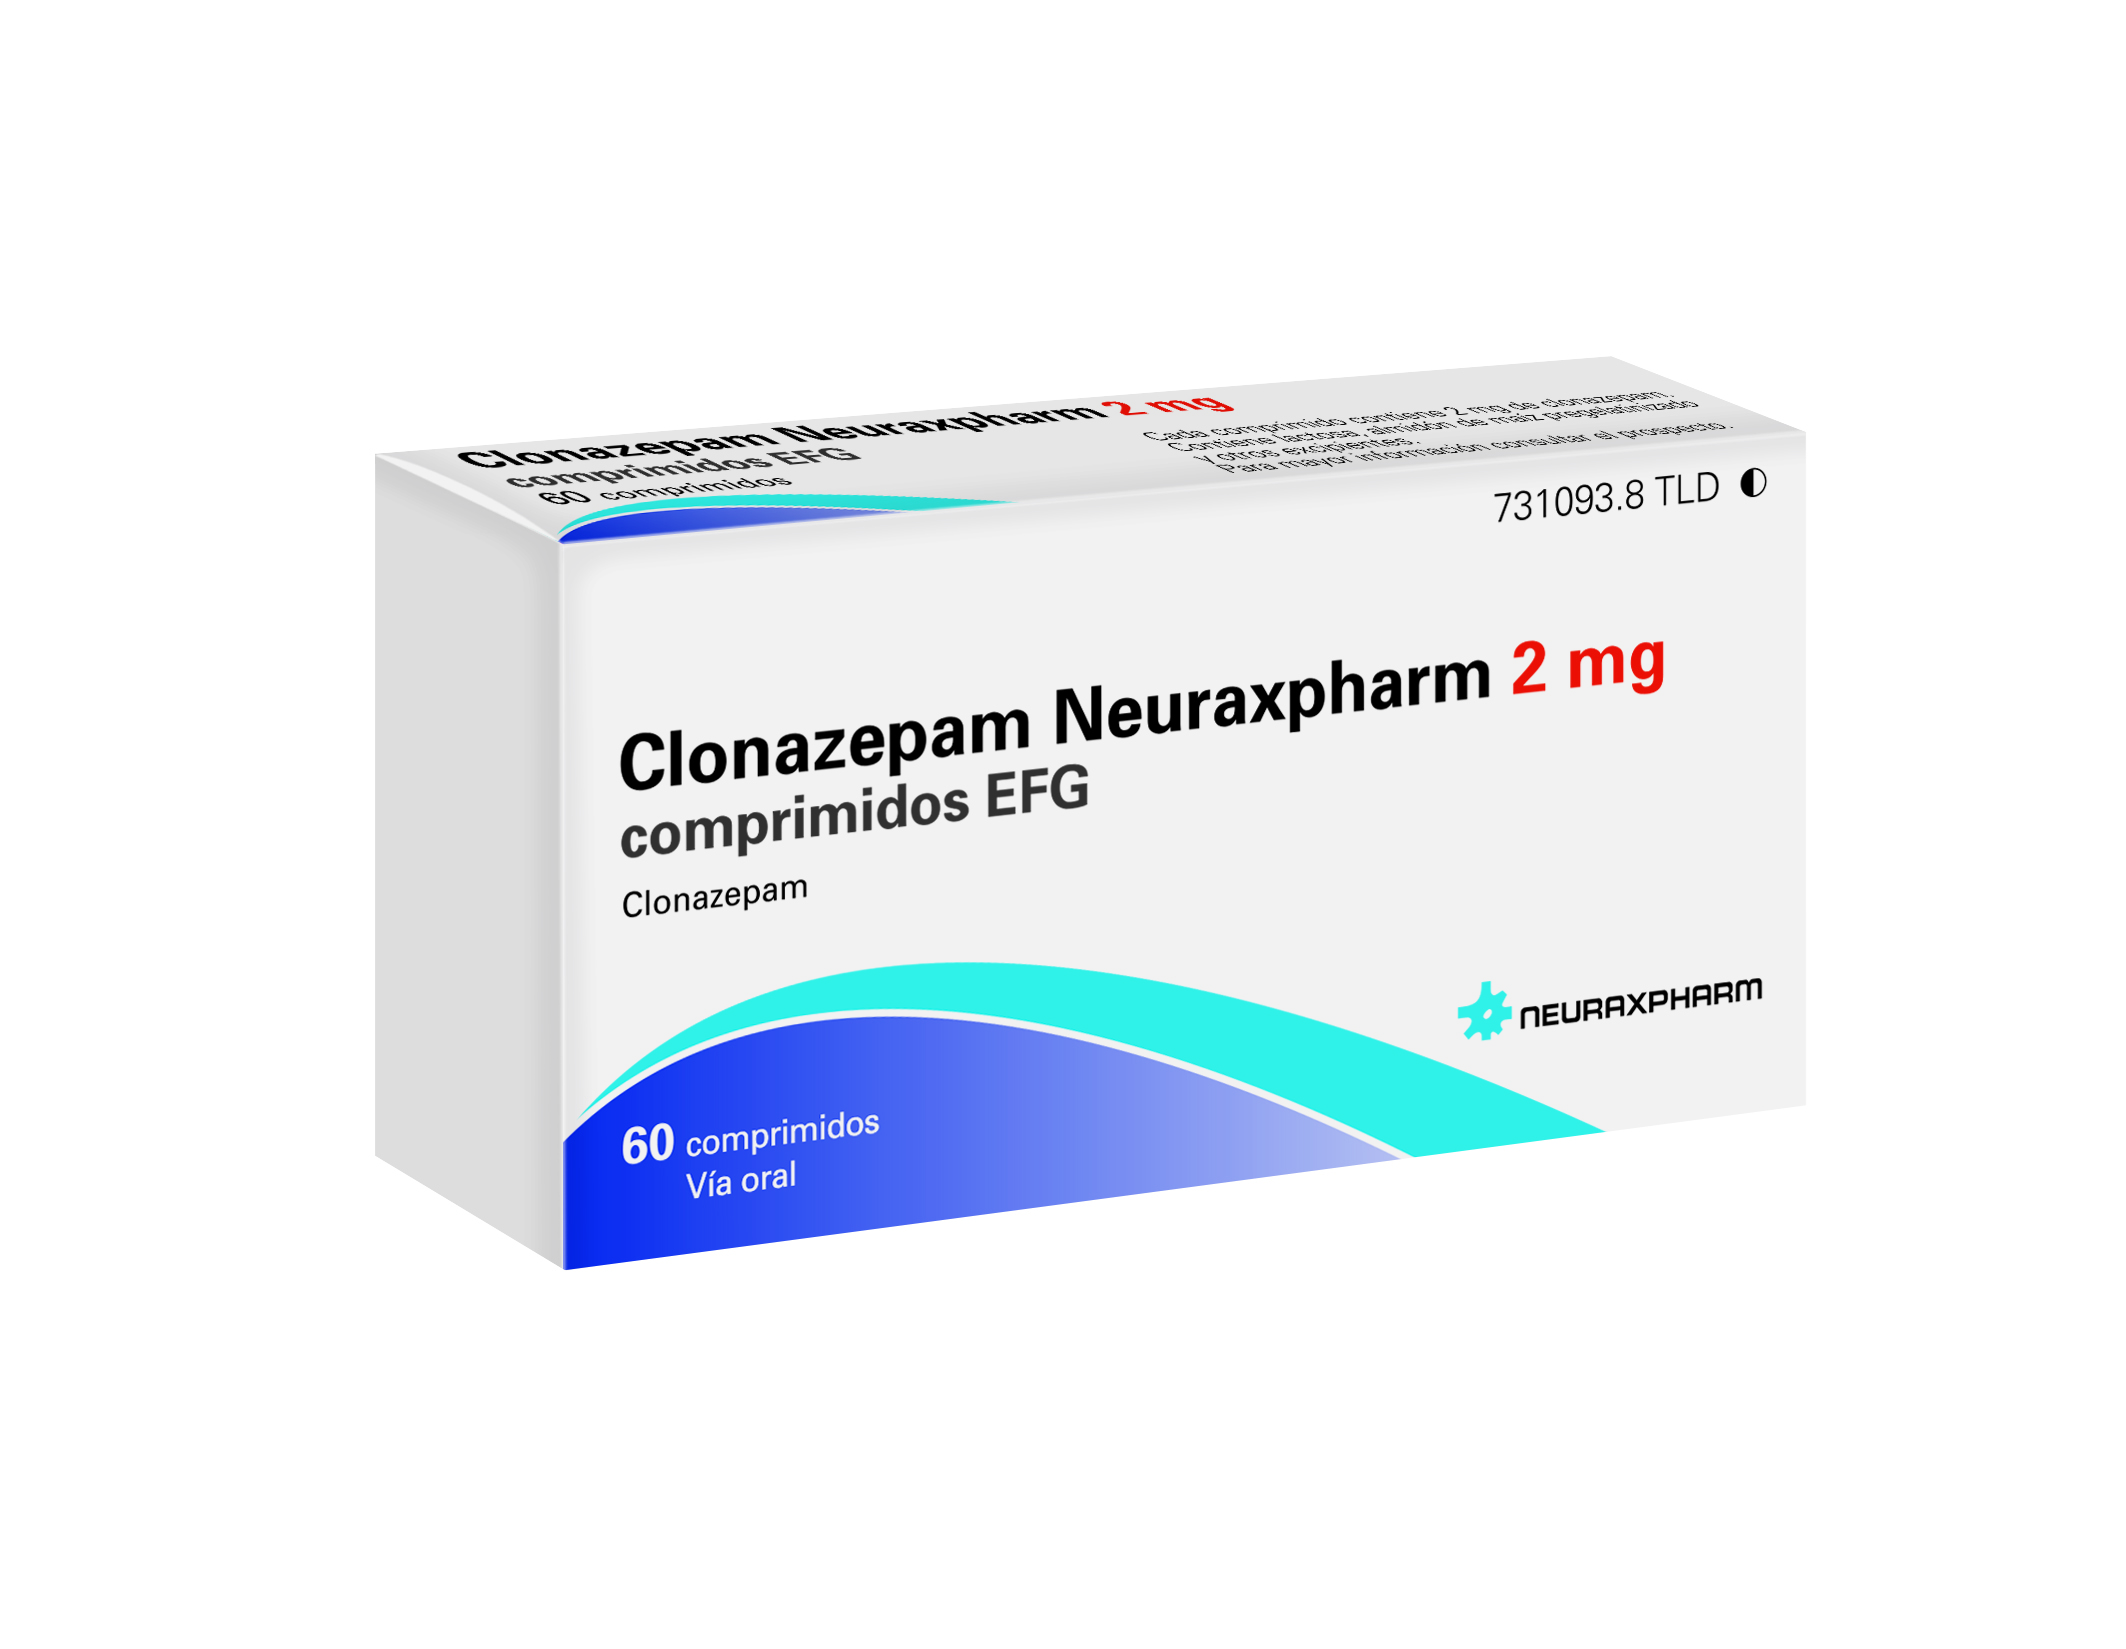 Clonazepam Neuraxpharm 2 mg
comprimidos EFG
60 comprimidos
Cada comprimido contiene 2 mg de clonazepam.
Contiene lactosa, almidón de maíz pregelatinizado
y otros excipientes.
Para mayor información consultar el prospecto.
731093.8 TLD
Clonazepam Neuraxpharm 2 mg
comprimidos EFG
Clonazepam
NEURAXPHARM
60 comprimidos
Vía oral